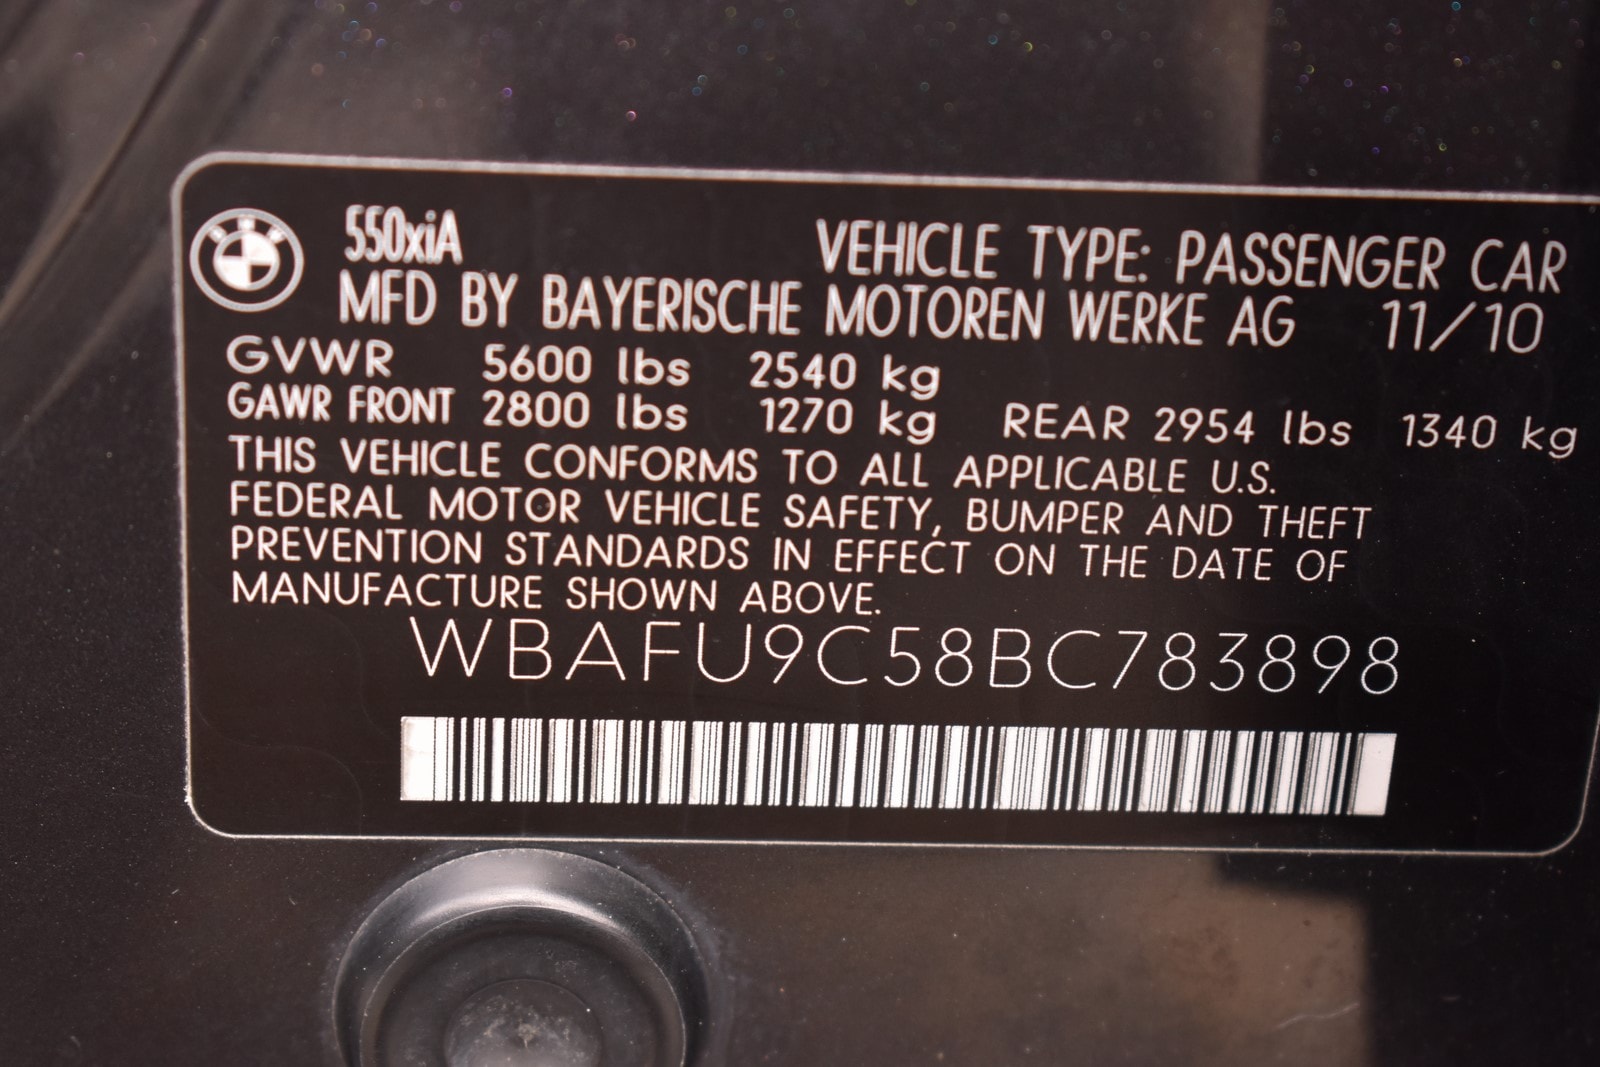 550xiA VEHICLE TYPE: PASSENGER CAR
MFD BY BAYERISCHE MOTOREN WERKE AG 11/10
GVWR 5600 lbs 2540 kg
GAWR FRONT 2800 lbs 1270 kg REAR 2954 lbs 1340 kg
THIS VEHICLE CONFORMS TO ALL APPLICABLE U.S.
FEDERAL MOTOR VEHICLE SAFETY, BUMPER AND THEFT
PREVENTION STANDARDS IN EFFECT ON THE DATE OF
MANUFACTURE SHOWN ABOVE.
WBAFU9C58BC783898